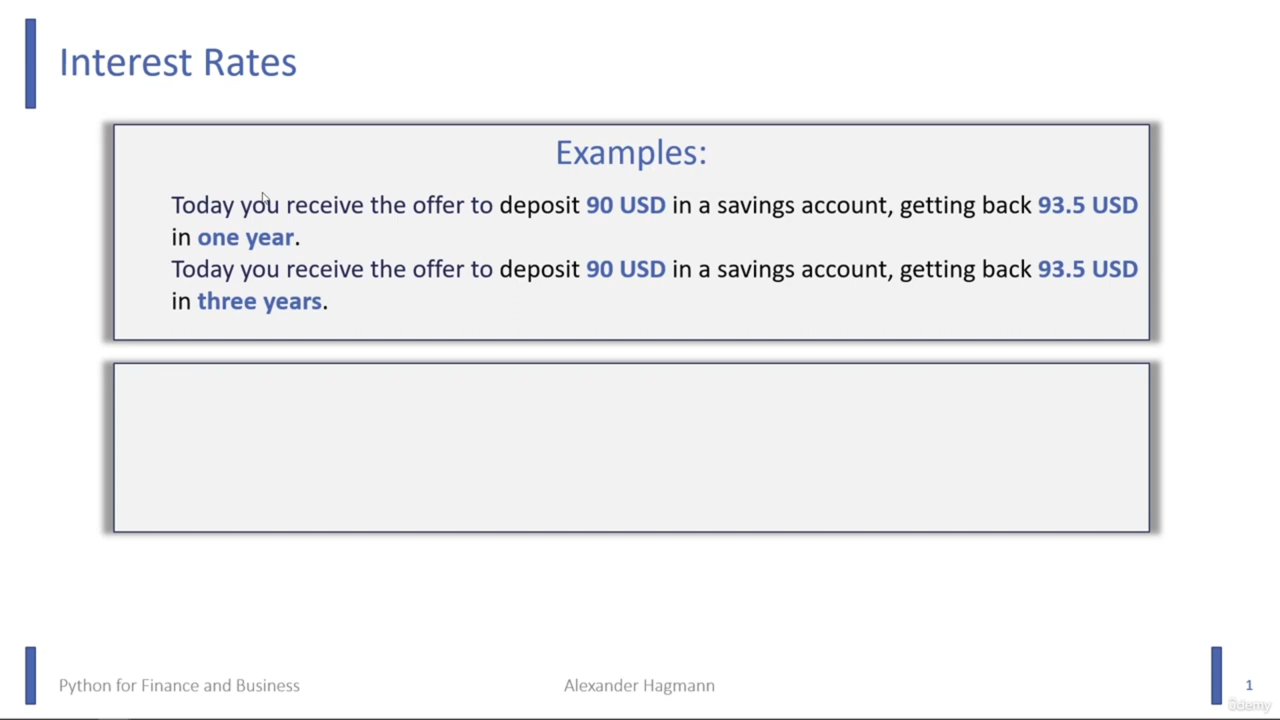 Interest Rates
Examples:
Today you receive the offer to deposit 90 USD in a savings account, getting back 93.5 USD
in one year.
Today you receive the offer to deposit 90 USD in a savings account, getting back 93.5 USD
in three years.
Python for Finance and Business
Alexander Hagmann
1
ûdemy